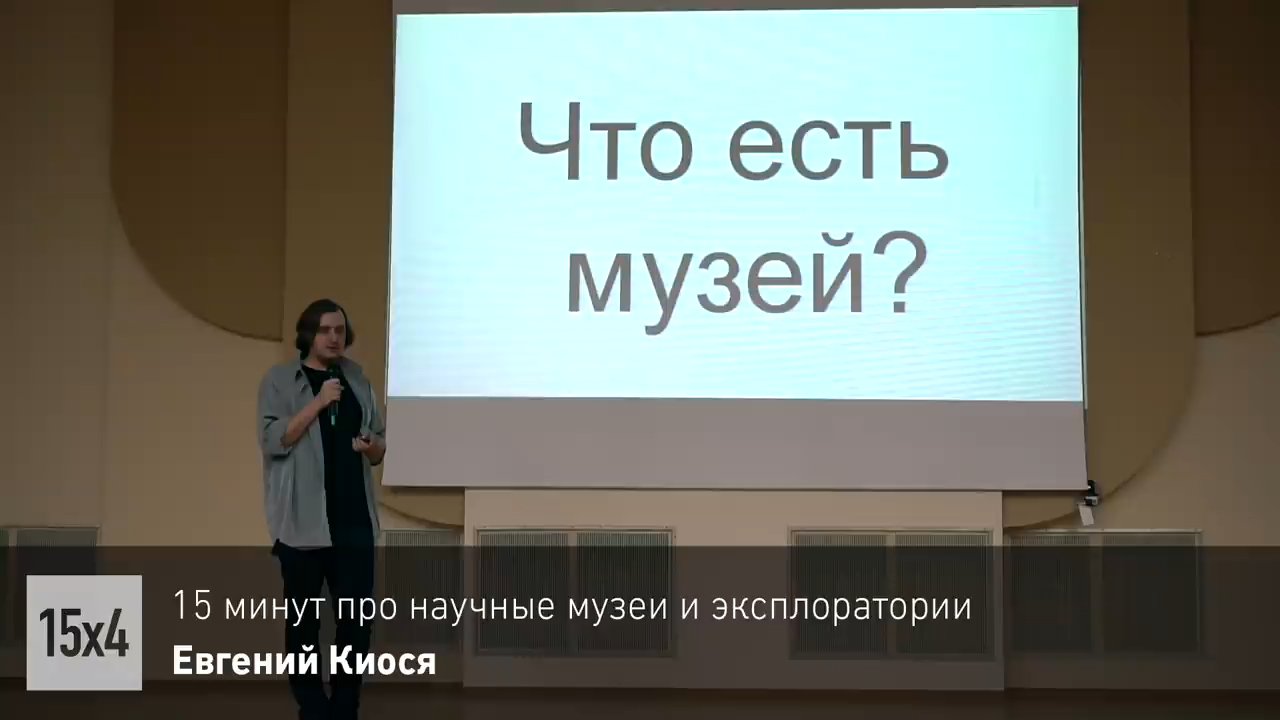 Что есть
музей?
15x4
15 минут про научные музеи и эксплоратории
Евгений Киося